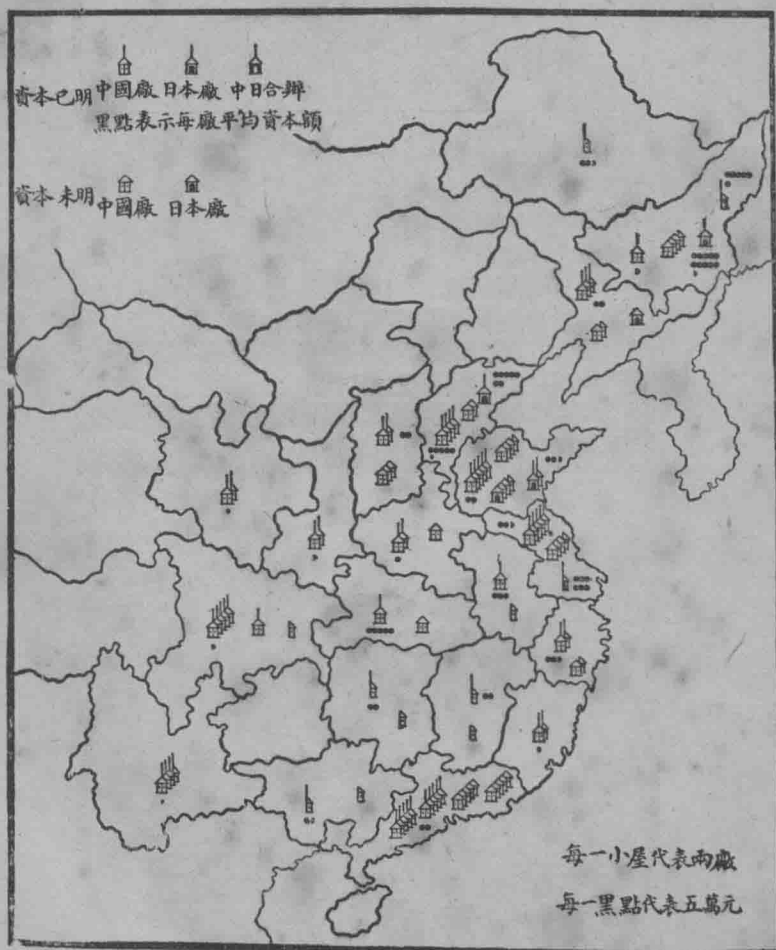 資本已明 中國廠 日本廠 中日合辦
黑點表示每廠平均資本額
資本未明 中國廠 日本廠
每一小屋代表兩廠
每一黑點代表五萬元